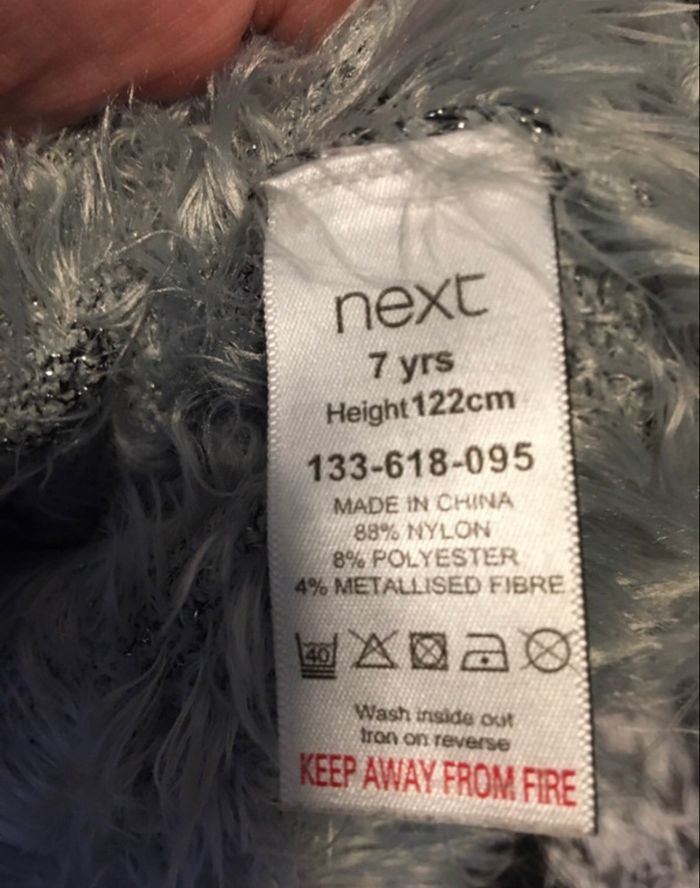 next
7 yrs
Height 122cm
133-618-095
MADE IN CHINA
88% NYLON
8% POLYESTER
4% METALLISED FIBRE
40
Wash inside out
Iron on reverse
KEEP AWAY FROM FIRE